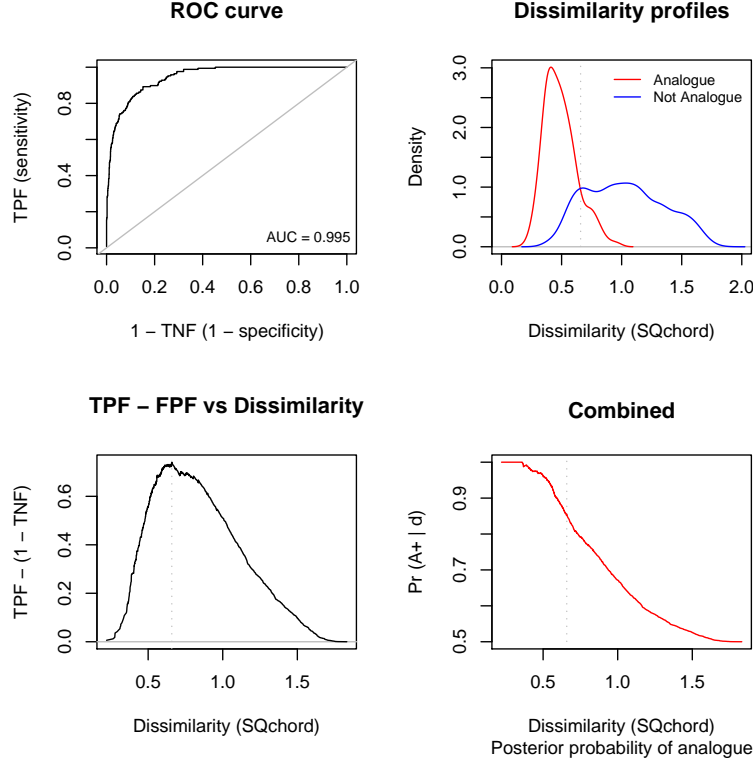 ROC curve
TPF (sensitivity)
0.0 0.4 0.8
AUC = 0.995
0.0 0.2 0.4 0.6 0.8 1.0
1 − TNF (1 − specificity)
Dissimilarity profiles
Density
0.0 1.0 2.0 3.0
Analogue
Not Analogue
0.0 0.5 1.0 1.5 2.0
Dissimilarity (SQchord)
TPF − FPF vs Dissimilarity
TPF − (1 − TNF)
0.0 0.2 0.4 0.6
0.5 1.0 1.5
Dissimilarity (SQchord)
Combined
Pr (A+ | d)
0.5 0.7 0.9
0.5 1.0 1.5
Dissimilarity (SQchord)
Posterior probability of analogue